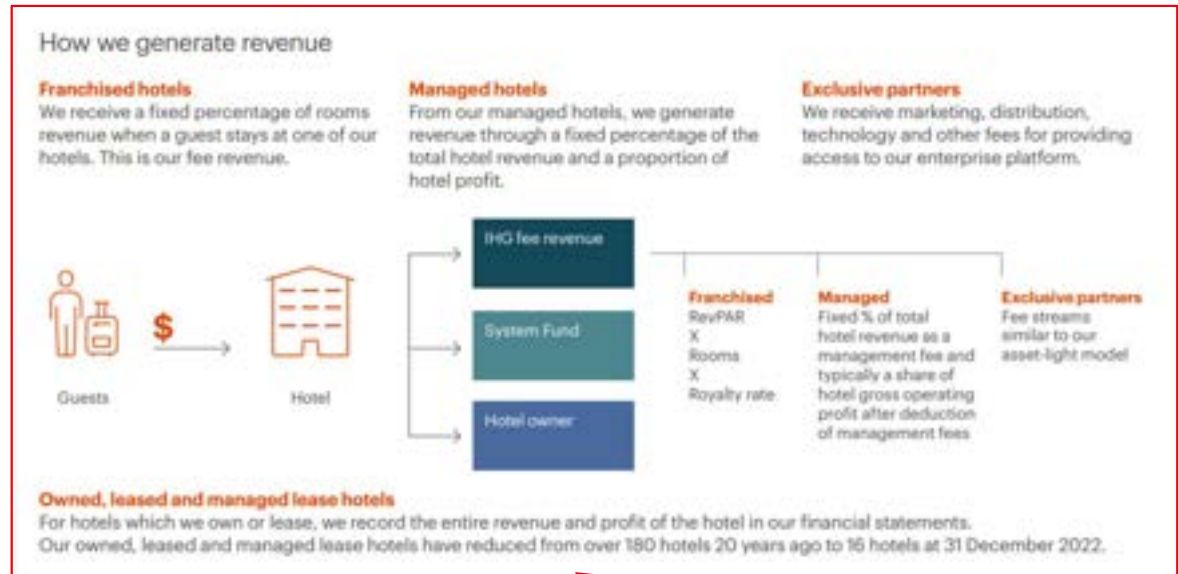 How we generate revenue
Franchised hotels
We receive a fixed percentage of rooms
revenue when a guest stays at one of our
hotels. This is our fee revenue.
Managed hotels
From our managed hotels, we generate
revenue through a fixed percentage of the
total hotel revenue and a proportion of
hotel profit.
Exclusive partners
We receive marketing, distribution,
technology and other fees for providing
access to our enterprise platform.
$
Guests
Hotel
IHG fee revenue
System Fund
Hotel owner
Franchised
RevPAR
X
Rooms
X
Royalty rate
Managed
Fixed % of total
hotel revenue as a
management fee and
typically a share of
hotel gross operating
profit after deduction
of management fees
Exclusive partners
Fee streams
similar to our
asset-light model
Owned, leased and managed lease hotels
For hotels which we own or lease, we record the entire revenue and profit of the hotel in our financial statements.
Our owned, leased and managed lease hotels have reduced from over 180 hotels 20 years ago to 16 hotels at 31 December 2022.